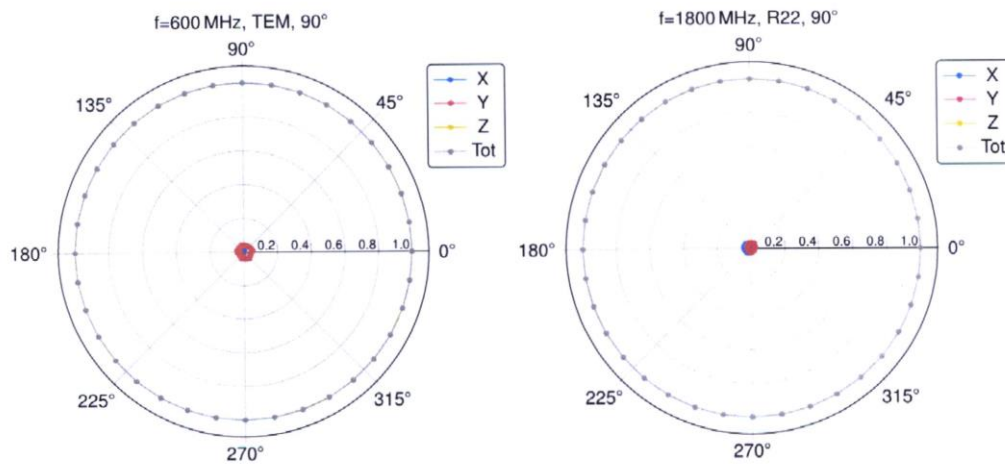 f=600 MHz, TEM, 90°
90°
135°
45°
X
Y
Z
Tot
180°
0.2 0.4 0.6 0.8 1.0
0°
225°
315°
270°
f=1800 MHz, R22, 90°
90°
135°
45°
X
Y
Z
Tot
180°
0.2 0.4 0.6 0.8 1.0
0°
225°
315°
270°